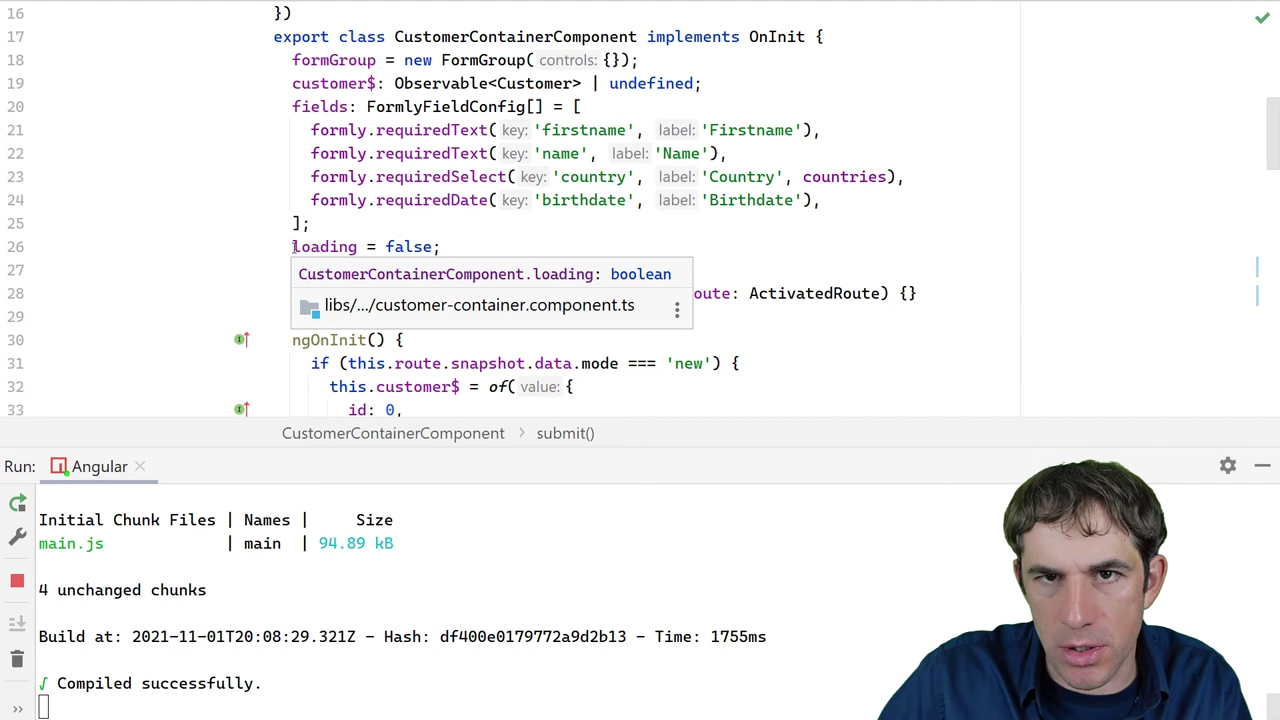 16 })
17 export class CustomerContainerComponent implements OnInit {
18 formGroup = new FormGroup( controls: {});
19 customer$: Observable<Customer> | undefined;
20 fields: FormlyFieldConfig[] = [
21 formly.requiredText( key: 'firstname', label: 'Firstname'),
22 formly.requiredText( key: 'name', label: 'Name'),
23 formly.requiredSelect( key: 'country', label: 'Country', countries),
24 formly.requiredDate( key: 'birthdate', label: 'Birthdate'),
25 ];
26 loading = false;
27 CustomerContainerComponent.loading: boolean
28 oute: ActivatedRoute) {}
libs/.../customer-container.component.ts
29
30 ngOnInit() {
31 if (this.route.snapshot.data.mode === 'new') {
32 this.customer$ = of( value: {
33 id: 0,
CustomerContainerComponent > submit()
Run: Angular
Initial Chunk Files | Names | Size
main.js | main | 94.89 kB
4 unchanged chunks
Build at: 2021-11-01T20:08:29.321Z - Hash: df400e0179772a9d2b13 - Time: 1755ms
√ Compiled successfully.